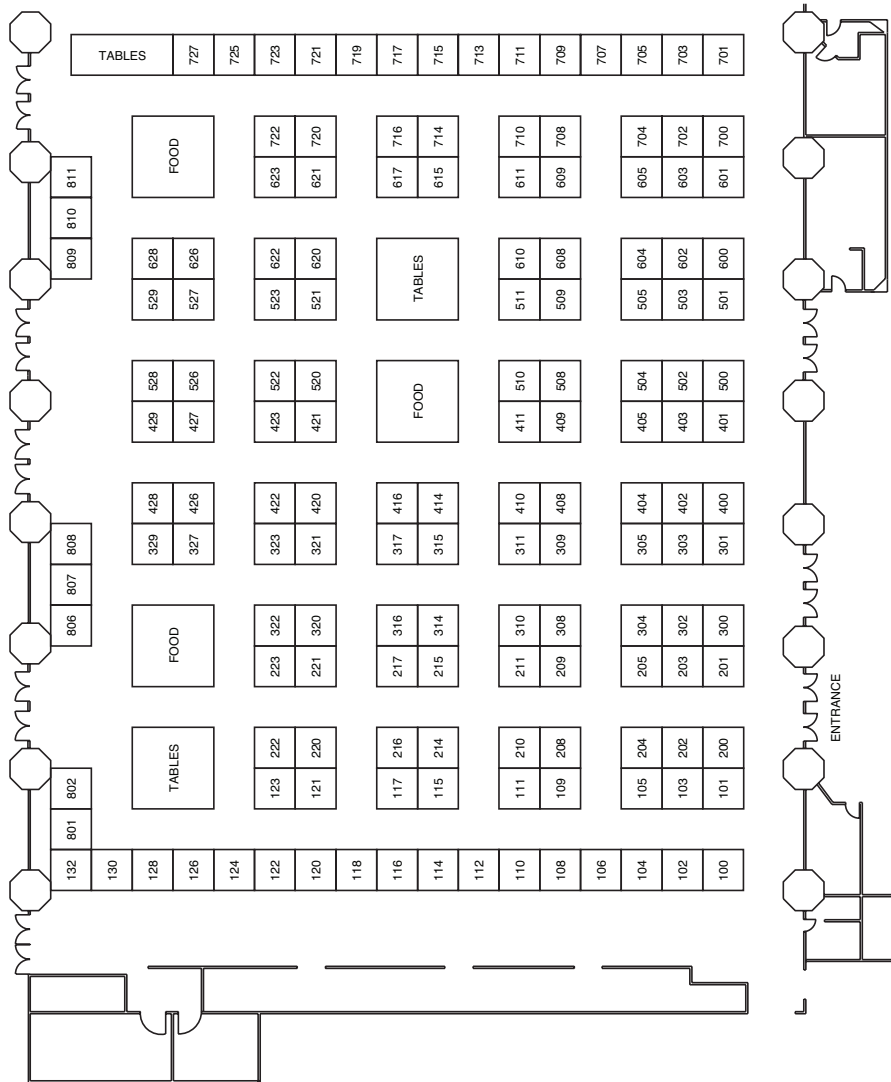 TABLES 727 725 723 721 719 717 715 713 711 709 707 705 703 701
FOOD 722 720 716 714 710 708 704 702 700
811 623 621 617 615 611 609 605 603 601
810
809 628 626 622 620 TABLES 610 608 604 602 600
529 527 523 521 511 509 505 503 501
528 526 522 520 FOOD 510 508 504 502 500
429 427 423 421 411 409 405 403 401
428 426 422 420 416 414 410 408 404 402 400
808 329 327 323 321 317 315 311 309 305 303 301
807
806 FOOD 322 320 316 314 310 308 304 302 300
223 221 217 215 211 209 205 203 201
ENTRANCE
TABLES 222 220 216 214 210 208 204 202 200
802 123 121 117 115 111 109 105 103 101
801
132 130 128 126 124 122 120 118 116 114 112 110 108 106 104 102 100